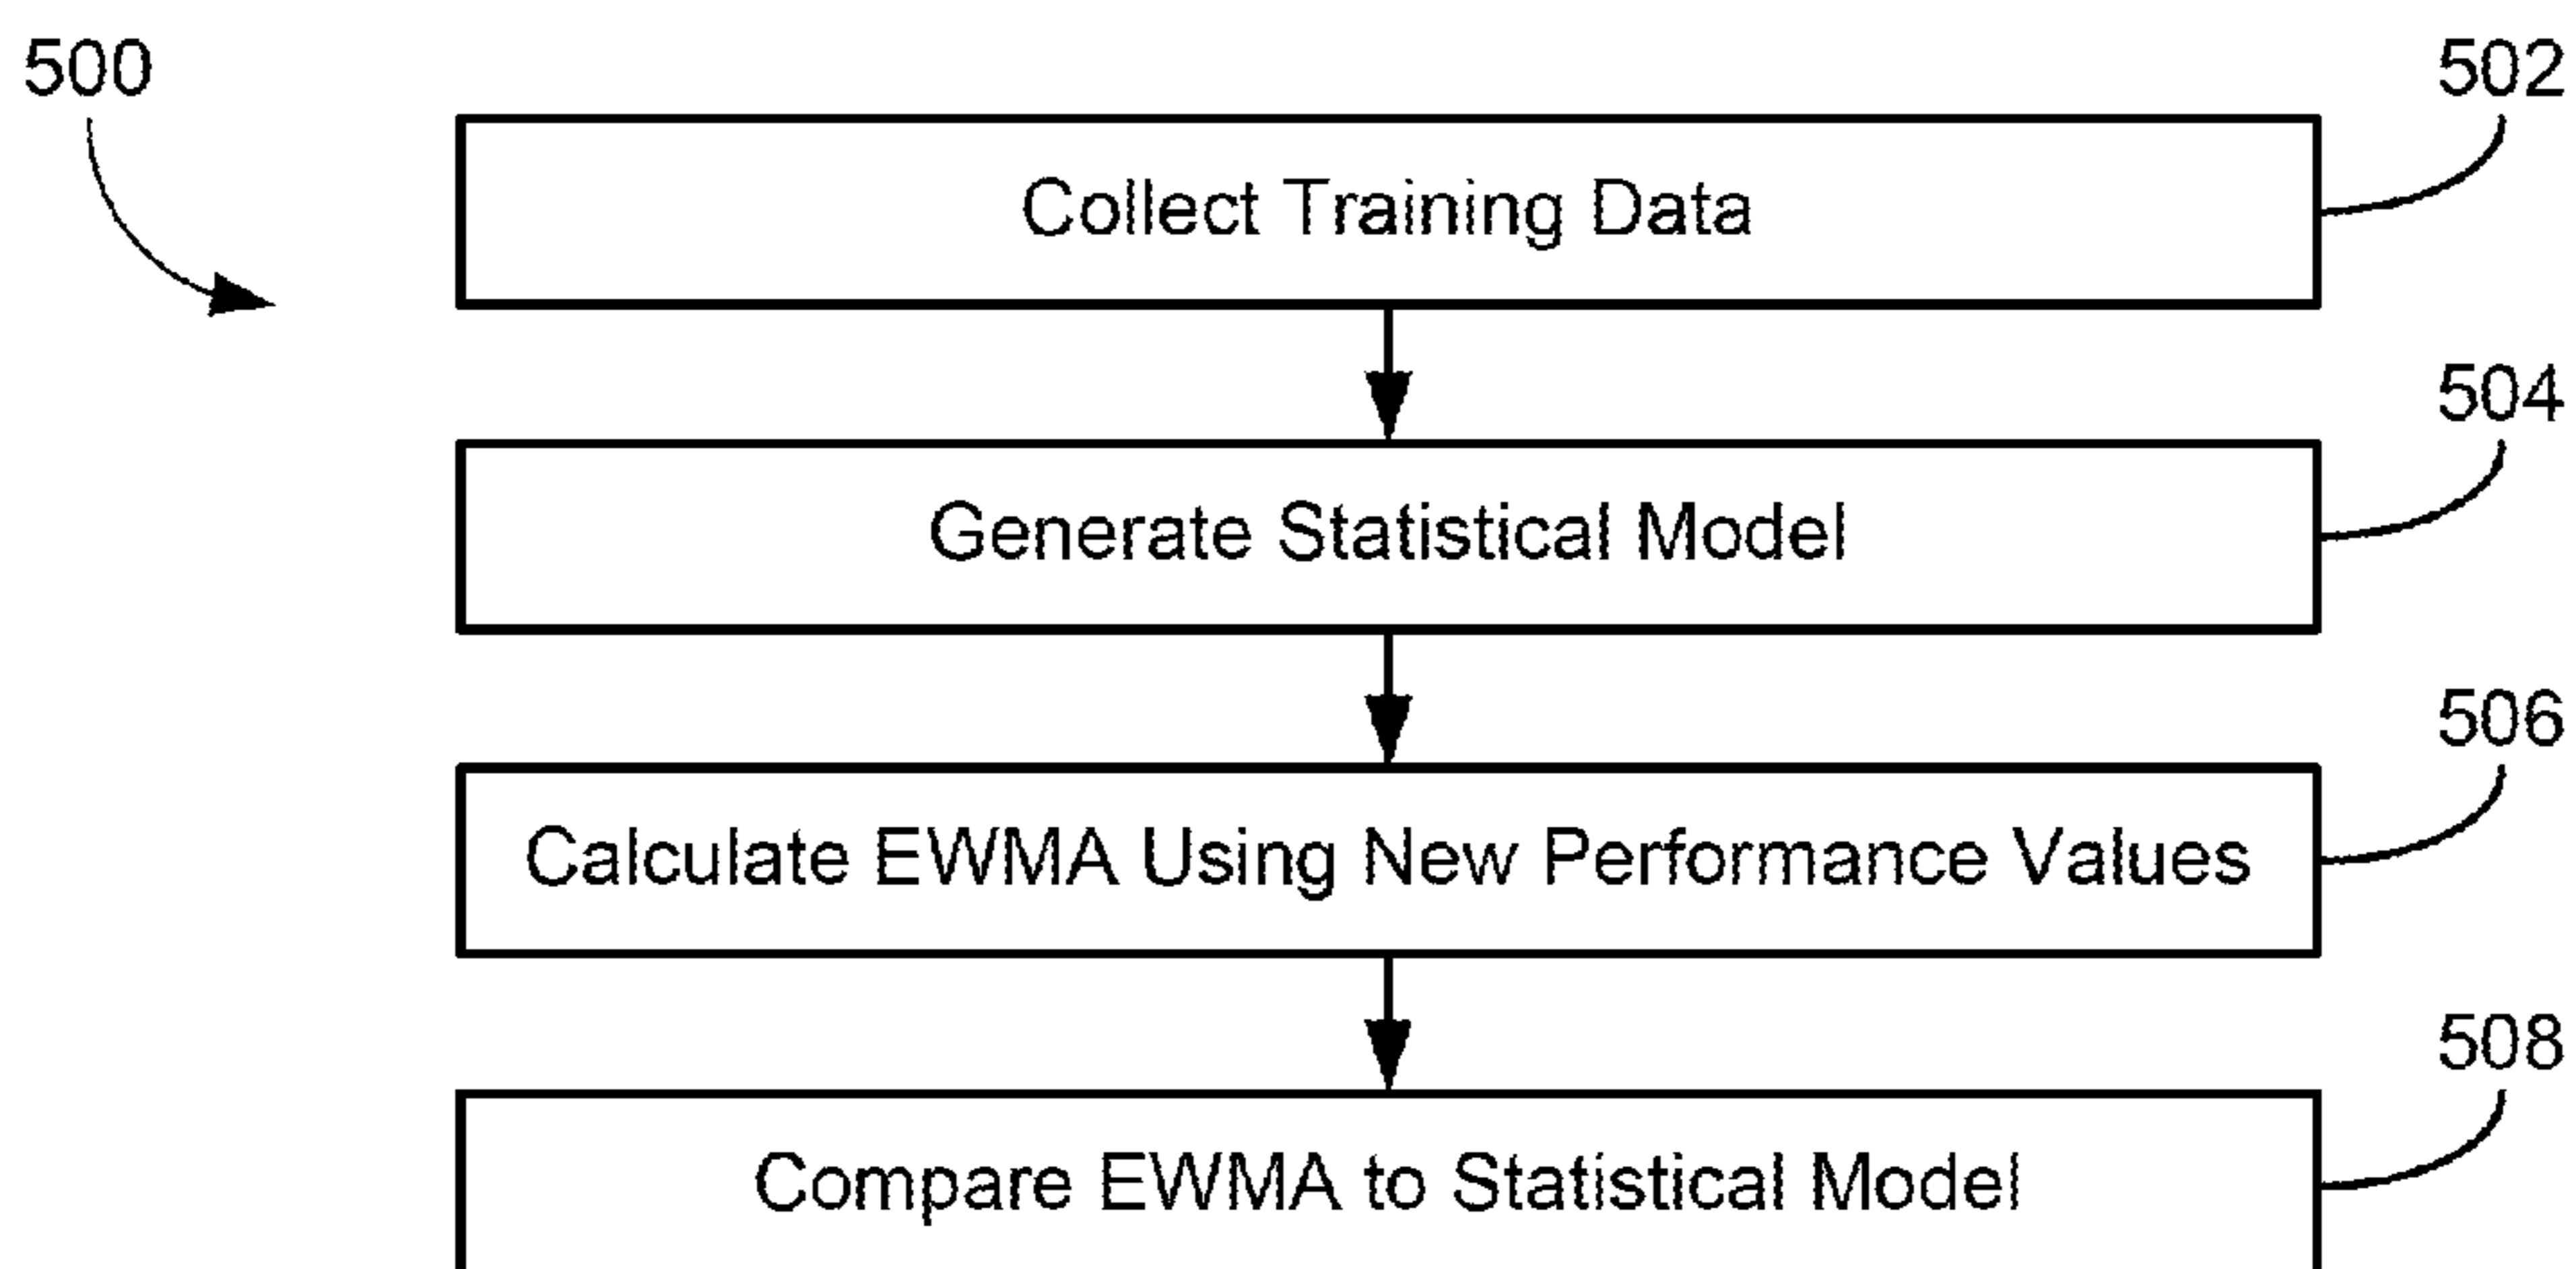 500
502
Collect Training Data
504
Generate Statistical Model
506
Calculate EWMA Using New Performance Values
508
Compare EWMA to Statistical Model